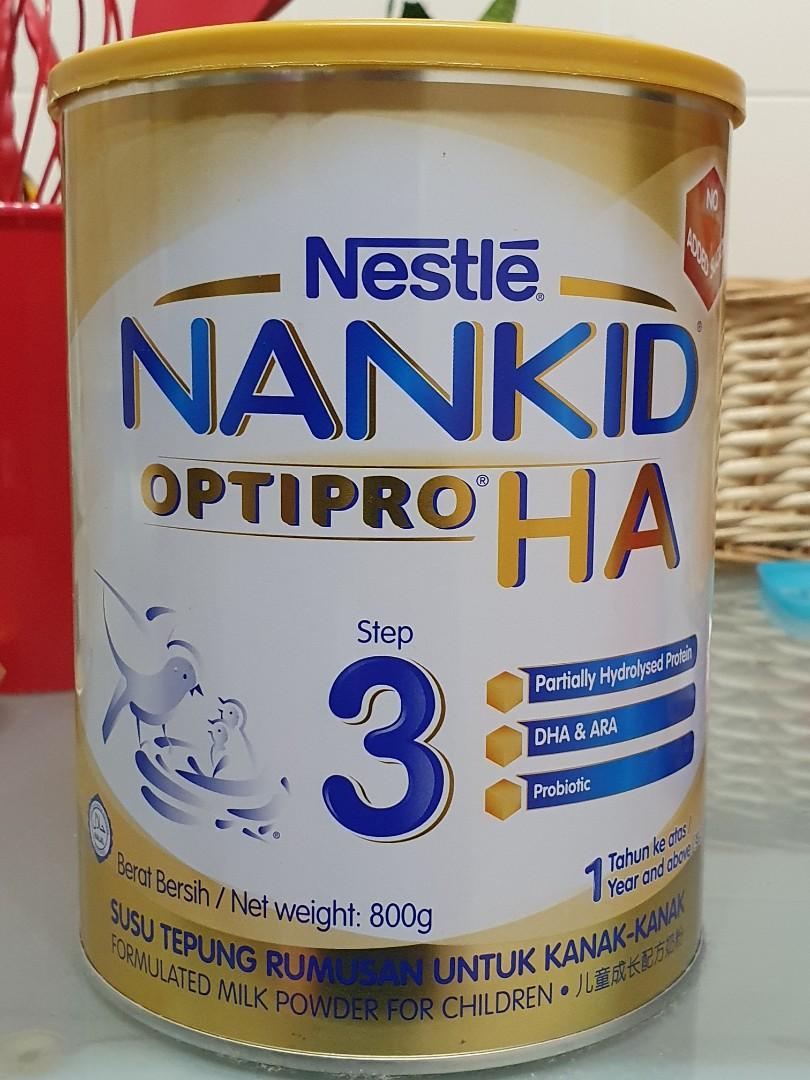 NO
ADDED
Nestlé®
NANKID®
OPTIPRO®
HA
Step
3
Partially Hydrolysed Protein
DHA & ARA
Probiotic
1 Tahun ke atas /
Year and above
Berat Bersih / Net weight: 800g
SUSU TEPUNG RUMUSAN UNTUK KANAK-KANAK
FORMULATED MILK POWDER FOR CHILDREN • 儿童成长配方奶粉